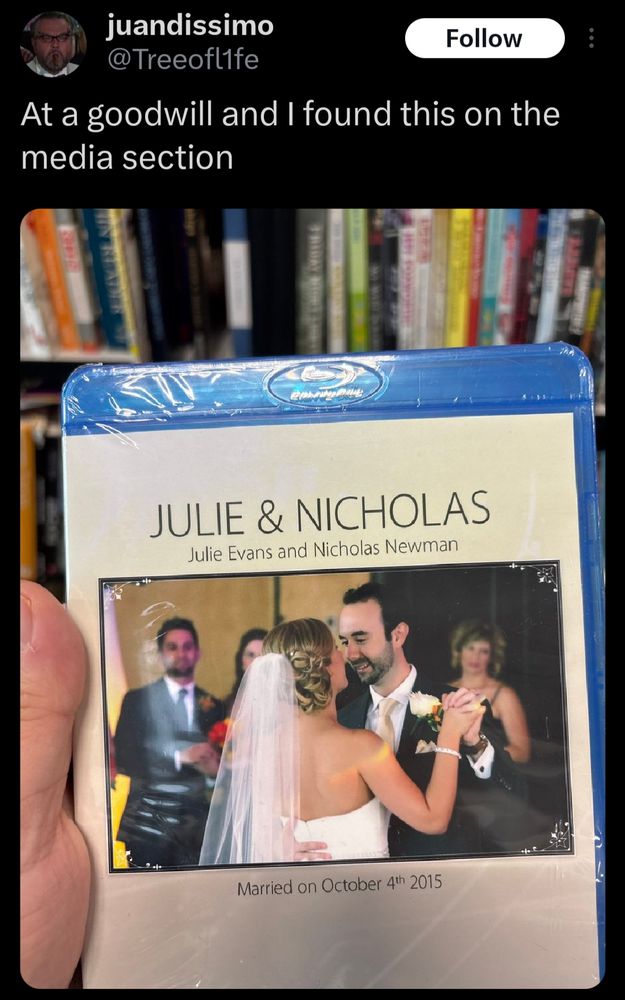 juandissimo
@Treeofl1fe
Follow
At a goodwill and I found this on the
media section
JULIE & NICHOLAS
Julie Evans and Nicholas Newman
Married on October 4th 2015